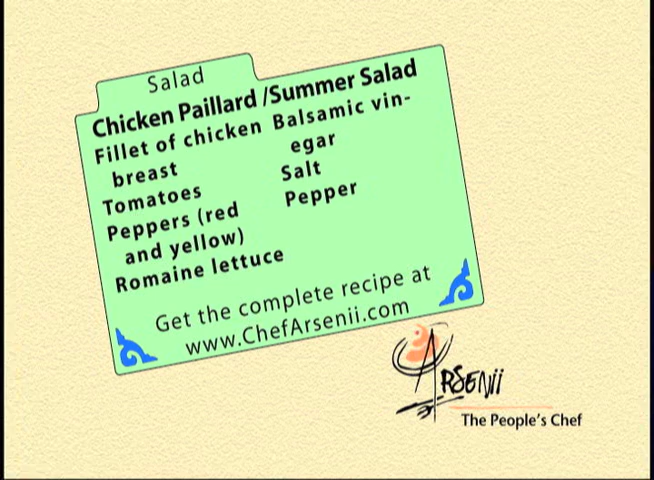 Salad
Chicken Paillard /Summer Salad
Fillet of chicken
breast
Tomatoes
Peppers (red
and yellow)
Romaine lettuce
Balsamic vin-
egar
Salt
Pepper
Get the complete recipe at
www.ChefArsenii.com
ARSENii
The People's Chef